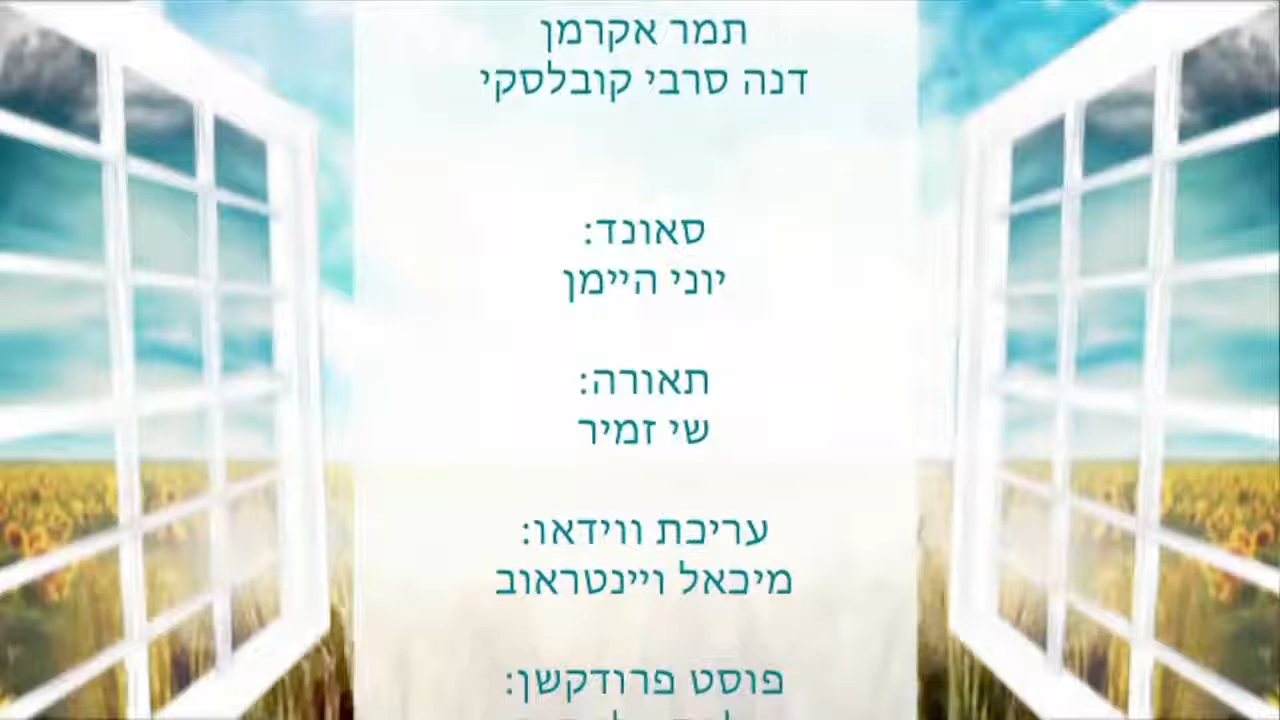 תמר אקרמן
דנה סרבי קובלסקי
סאונד:
יוני היימן
תאורה:
שי זמיר
עריכת ווידאו:
מיכאל ויינטראוב
פוסט פרודקשן: